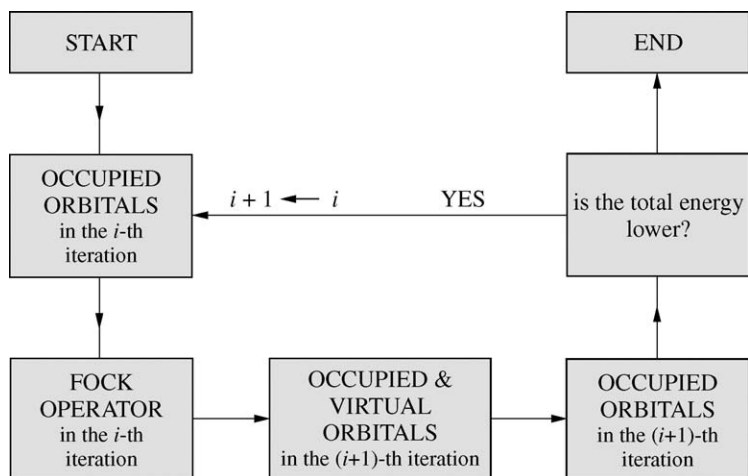 START
END
OCCUPIED
ORBITALS
in the i-th
iteration
i + 1 ← i
YES
is the total energy
lower?
FOCK
OPERATOR
in the i-th
iteration
OCCUPIED &
VIRTUAL
ORBITALS
in the (i+1)-th iteration
OCCUPIED
ORBITALS
in the (i+1)-th
iteration